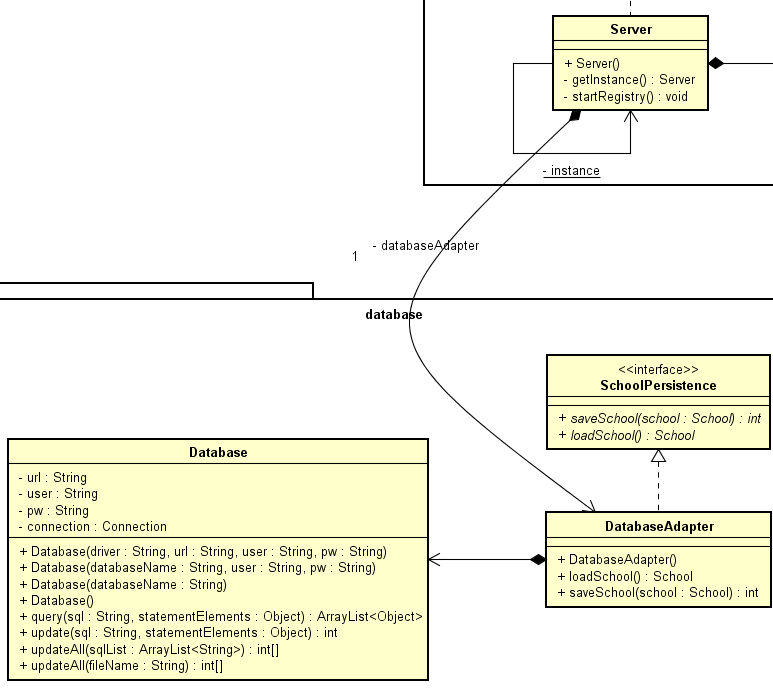 Server
+ Server()
- getInstance() : Server
- startRegistry() : void
- instance
- databaseAdapter
1
database
<<interface>>
SchoolPersistence
+ saveSchool(school : School) : int
+ loadSchool() : School
Database
- url : String
- user : String
- pw : String
- connection : Connection
+ Database(driver : String, url : String, user : String, pw : String)
+ Database(databaseName : String, user : String, pw : String)
+ Database(databaseName : String)
+ Database()
+ query(sql : String, statementElements : Object) : ArrayList<Object>
+ update(sql : String, statementElements : Object) : int
+ updateAll(sqlList : ArrayList<String>) : int[]
+ updateAll(fileName : String) : int[]
DatabaseAdapter
+ DatabaseAdapter()
+ loadSchool() : School
+ saveSchool(school : School) : int